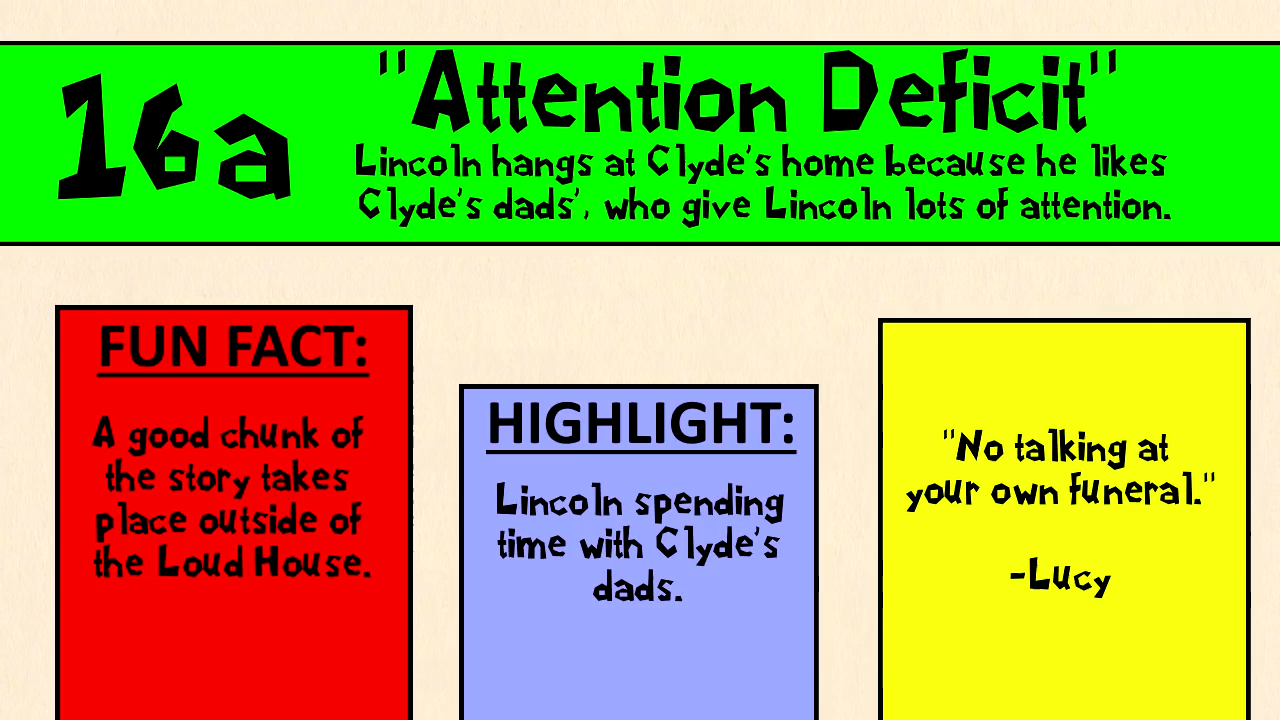 16a
"Attention Deficit"
Lincoln hangs at Clyde's home because he likes
Clyde's dads', who give Lincoln lots of attention.
FUN FACT:
A good chunk of
the story takes
place outside of
the Loud House.
HIGHLIGHT:
Lincoln spending
time with Clyde's
dads.
"No talking at
your own funeral."
-Lucy